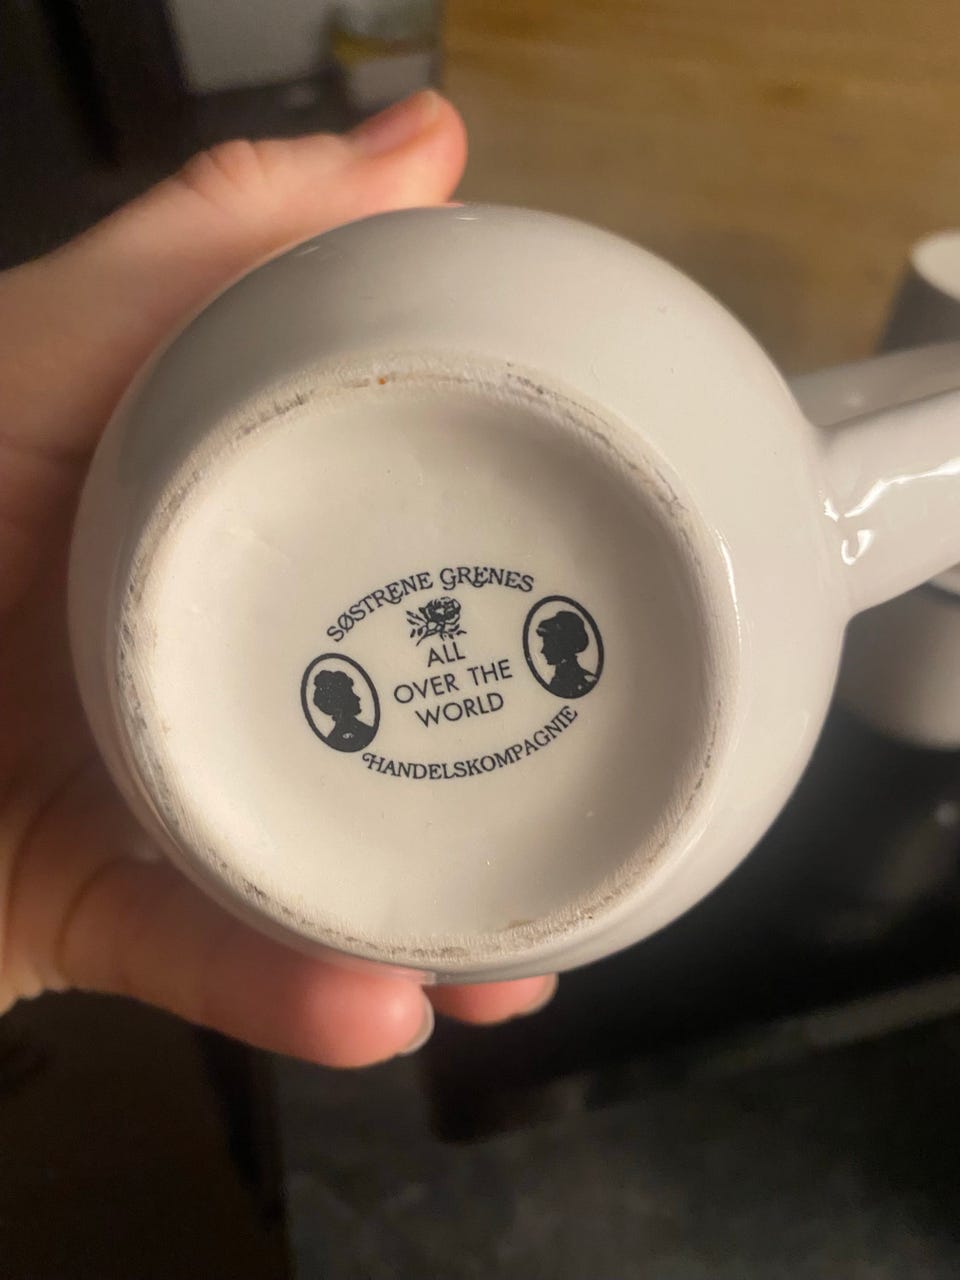 SØSTRENE GRENES
ALL
OVER THE
WORLD
HANDELSKOMPAGNIE